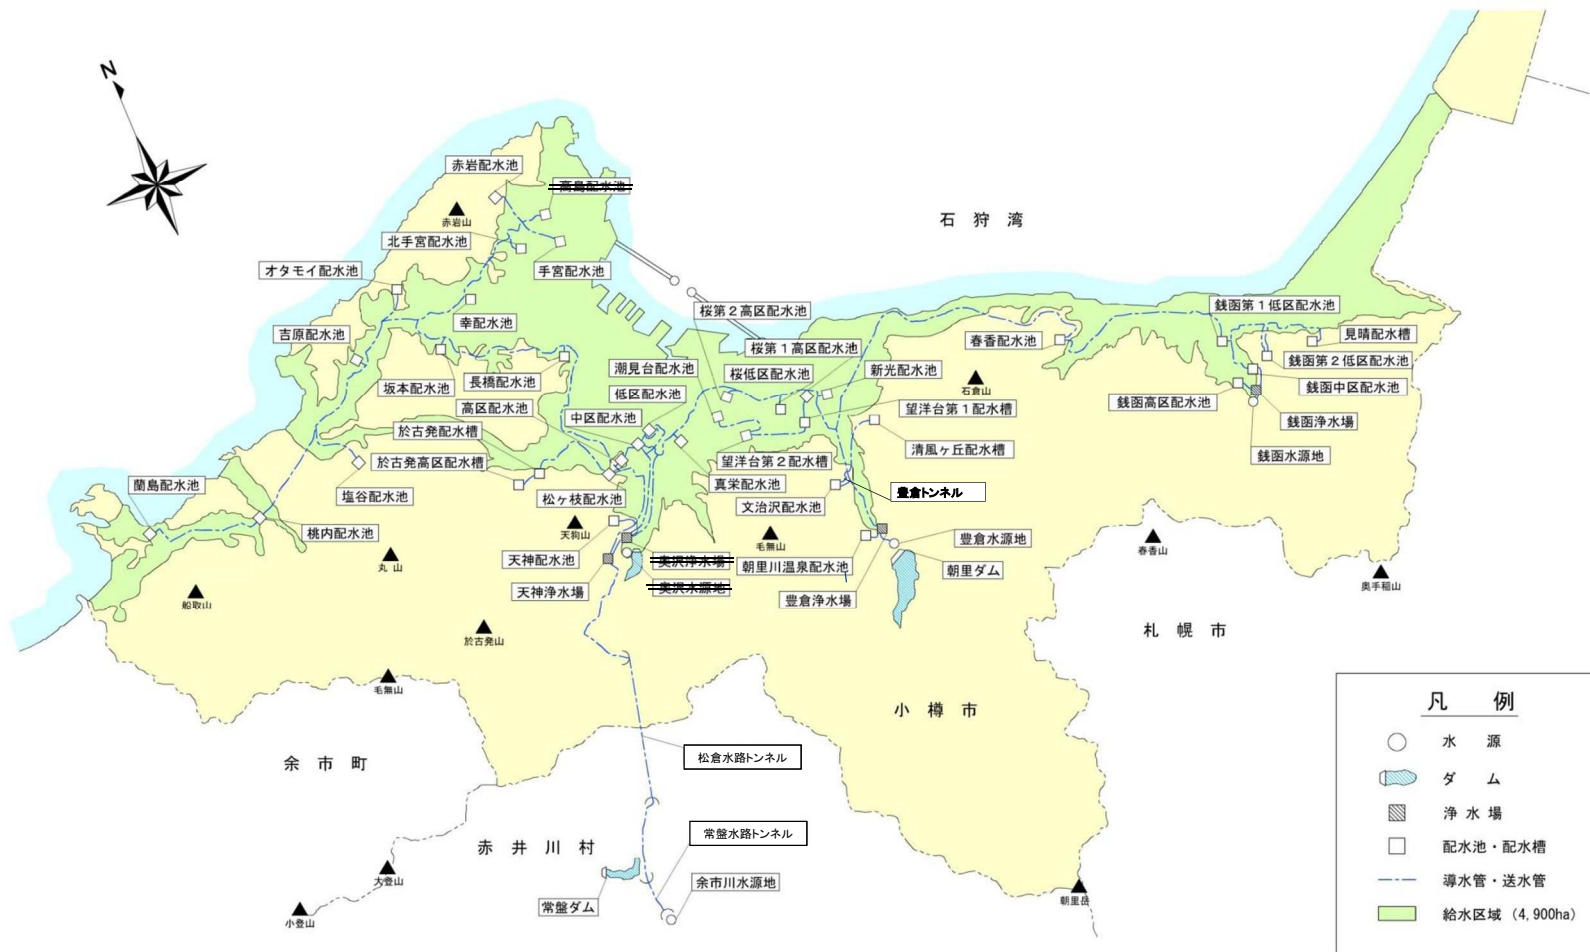 N
赤岩配水池
高島配水池
赤岩山
石狩湾
北手宮配水池
オタモイ配水池
手宮配水池
桜第2高区配水池
銭函第1低区配水池
幸配水池
吉原配水池
見晴配水槽
春香配水池
桜第1高区配水池
銭函第2低区配水池
潮見台配水池
桜低区配水池
新光配水池
坂本配水池
長橋配水池
石倉山
銭函中区配水池
低区配水池
高区配水池
望洋台第1配水槽
銭函高区配水池
中区配水池
銭函浄水場
於古発配水槽
清風ヶ丘配水槽
銭函水源地
於古発高区配水槽
望洋台第2配水槽
蘭島配水池
真栄配水池
塩谷配水池
松ヶ枝配水池
豊倉トンネル
文治沢配水池
桃内配水池
天狗山
毛無山
豊倉水源地
春香山
丸山
天神配水池
奥沢浄水場
朝里川温泉配水池
朝里ダム
奥沢水源地
天神浄水場
豊倉浄水場
船取山
奥手稲山
於古発山
札幌市
毛無山
小樽市
余市町
松倉水路トンネル
常盤水路トンネル
赤井川村
大登山
余市川水源地
常盤ダム
朝里岳
小登山
凡例
水源
ダム
浄水場
配水池・配水槽
導水管・送水管
給水区域 (4,900ha)